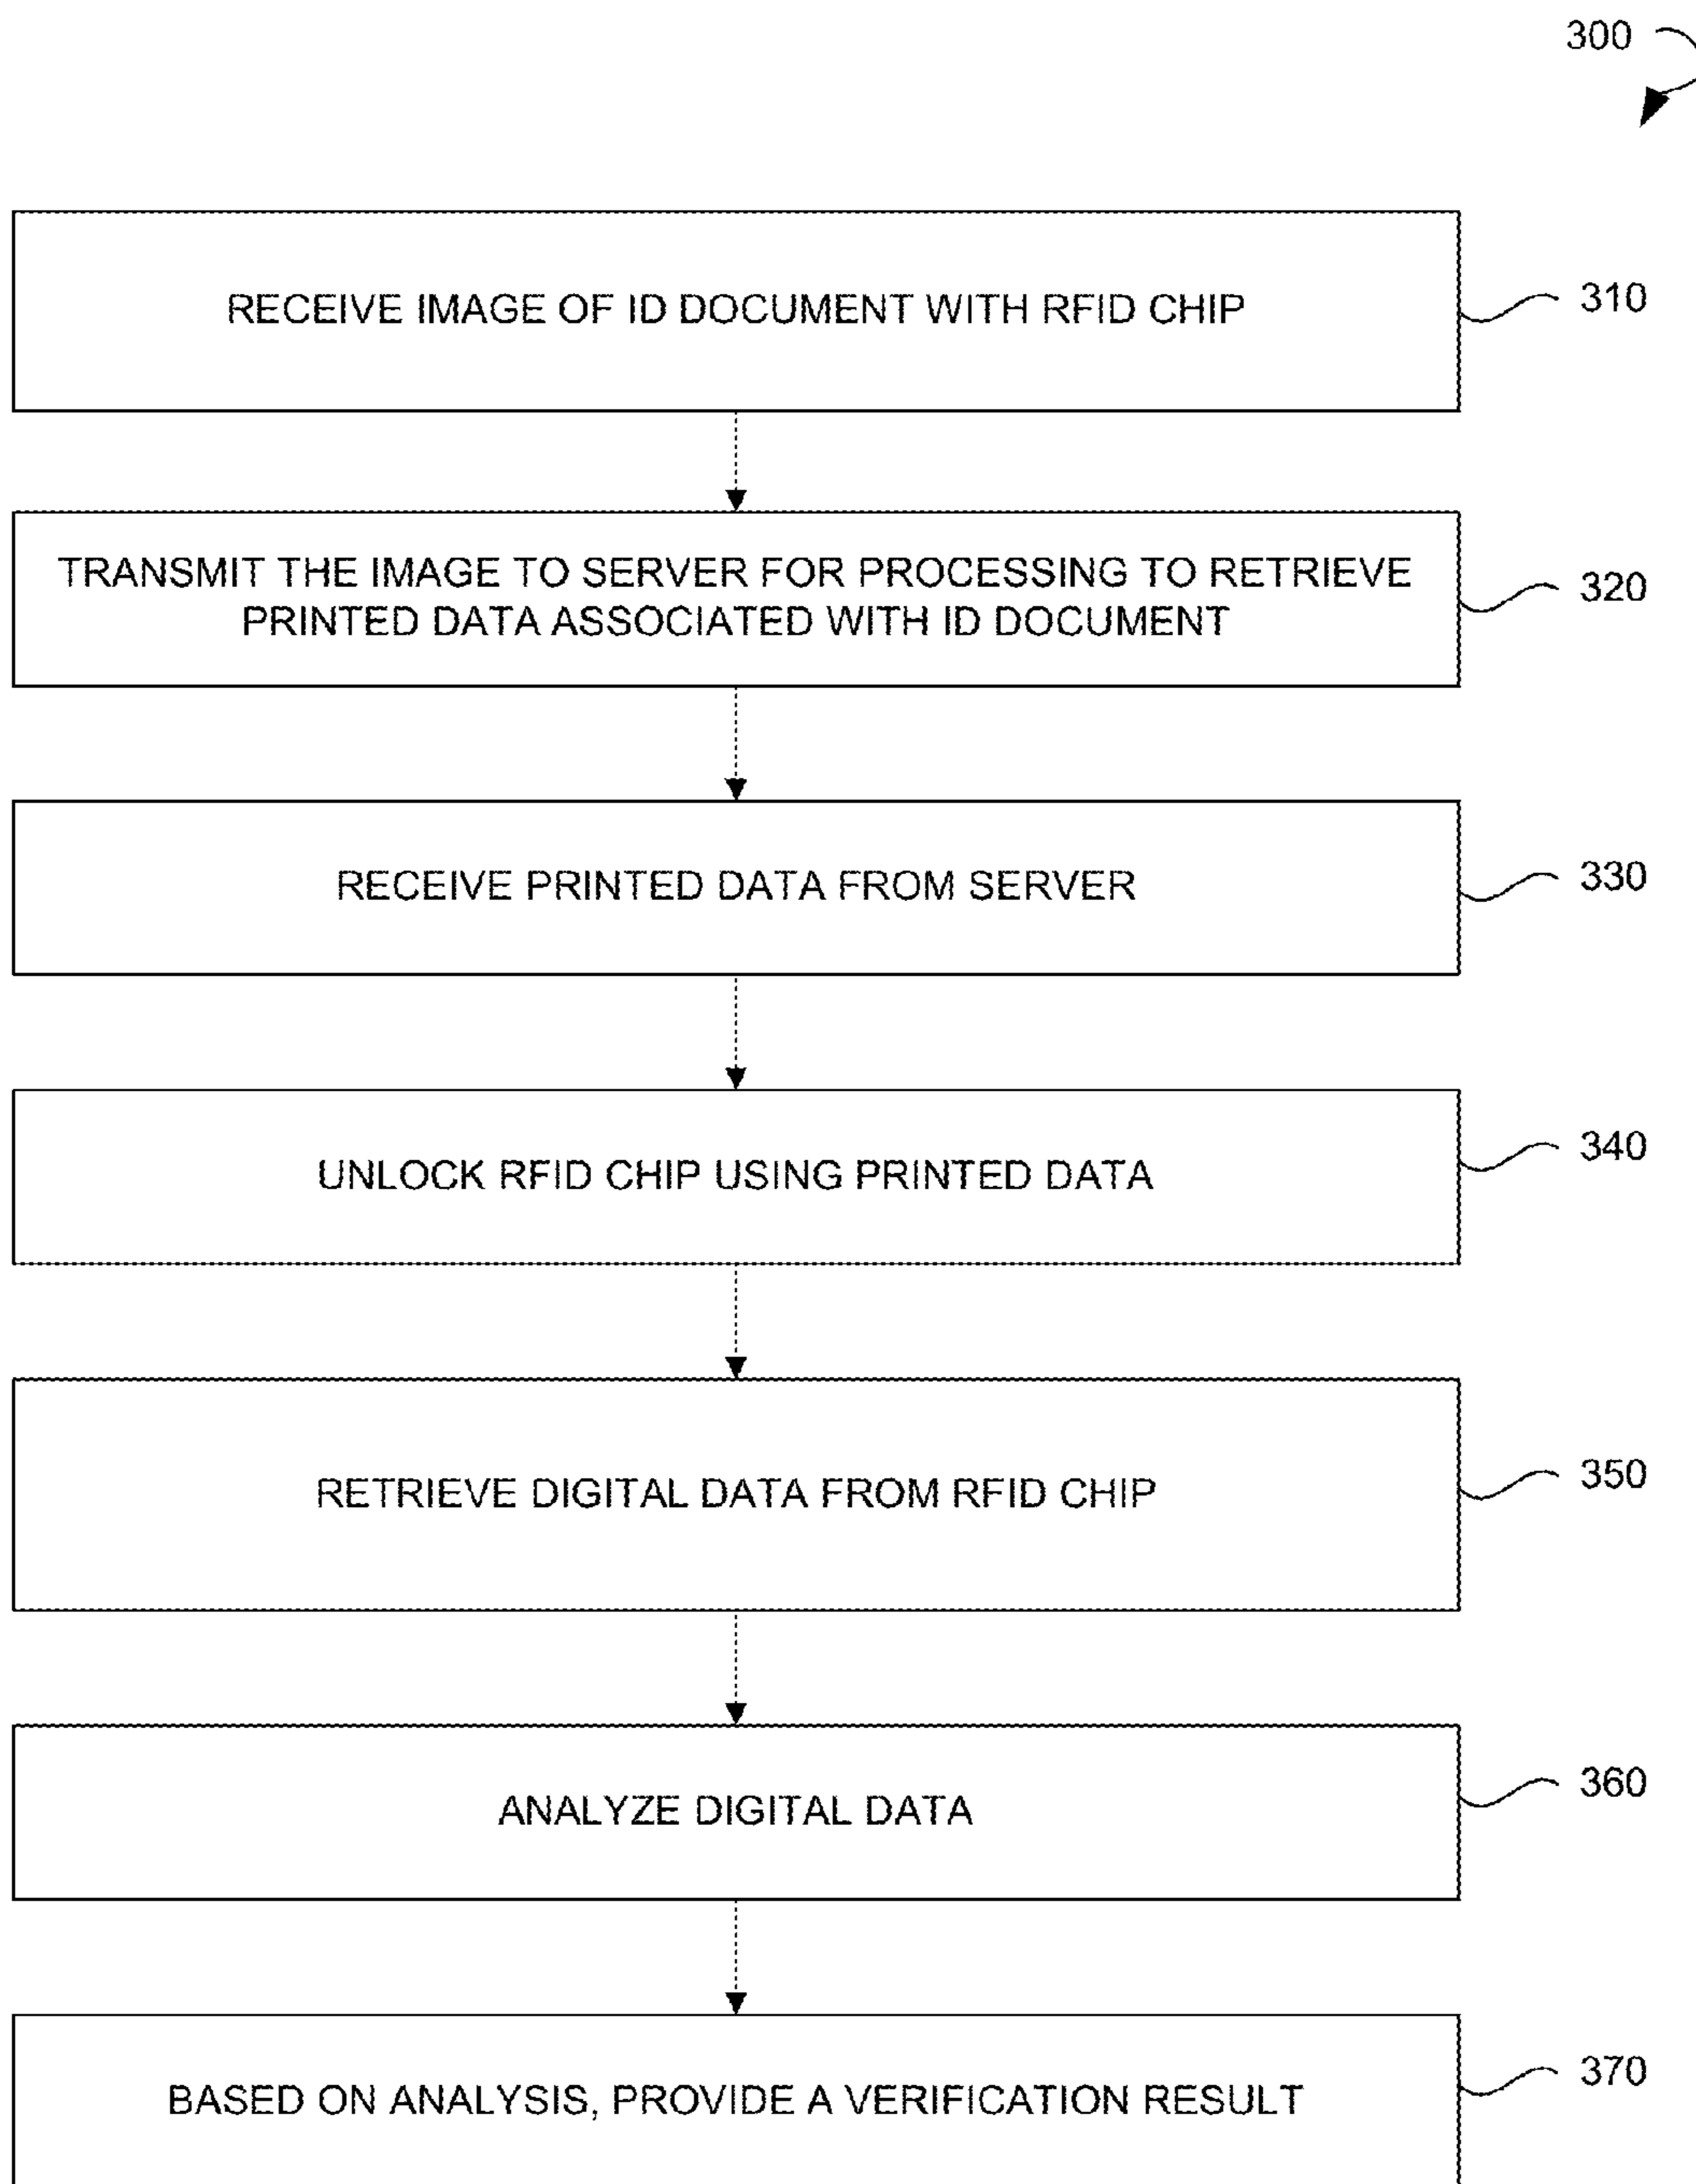 300
RECEIVE IMAGE OF ID DOCUMENT WITH RFID CHIP
310
TRANSMIT THE IMAGE TO SERVER FOR PROCESSING TO RETRIEVE
PRINTED DATA ASSOCIATED WITH ID DOCUMENT
320
RECEIVE PRINTED DATA FROM SERVER
330
UNLOCK RFID CHIP USING PRINTED DATA
340
RETRIEVE DIGITAL DATA FROM RFID CHIP
350
ANALYZE DIGITAL DATA
360
BASED ON ANALYSIS, PROVIDE A VERIFICATION RESULT
370